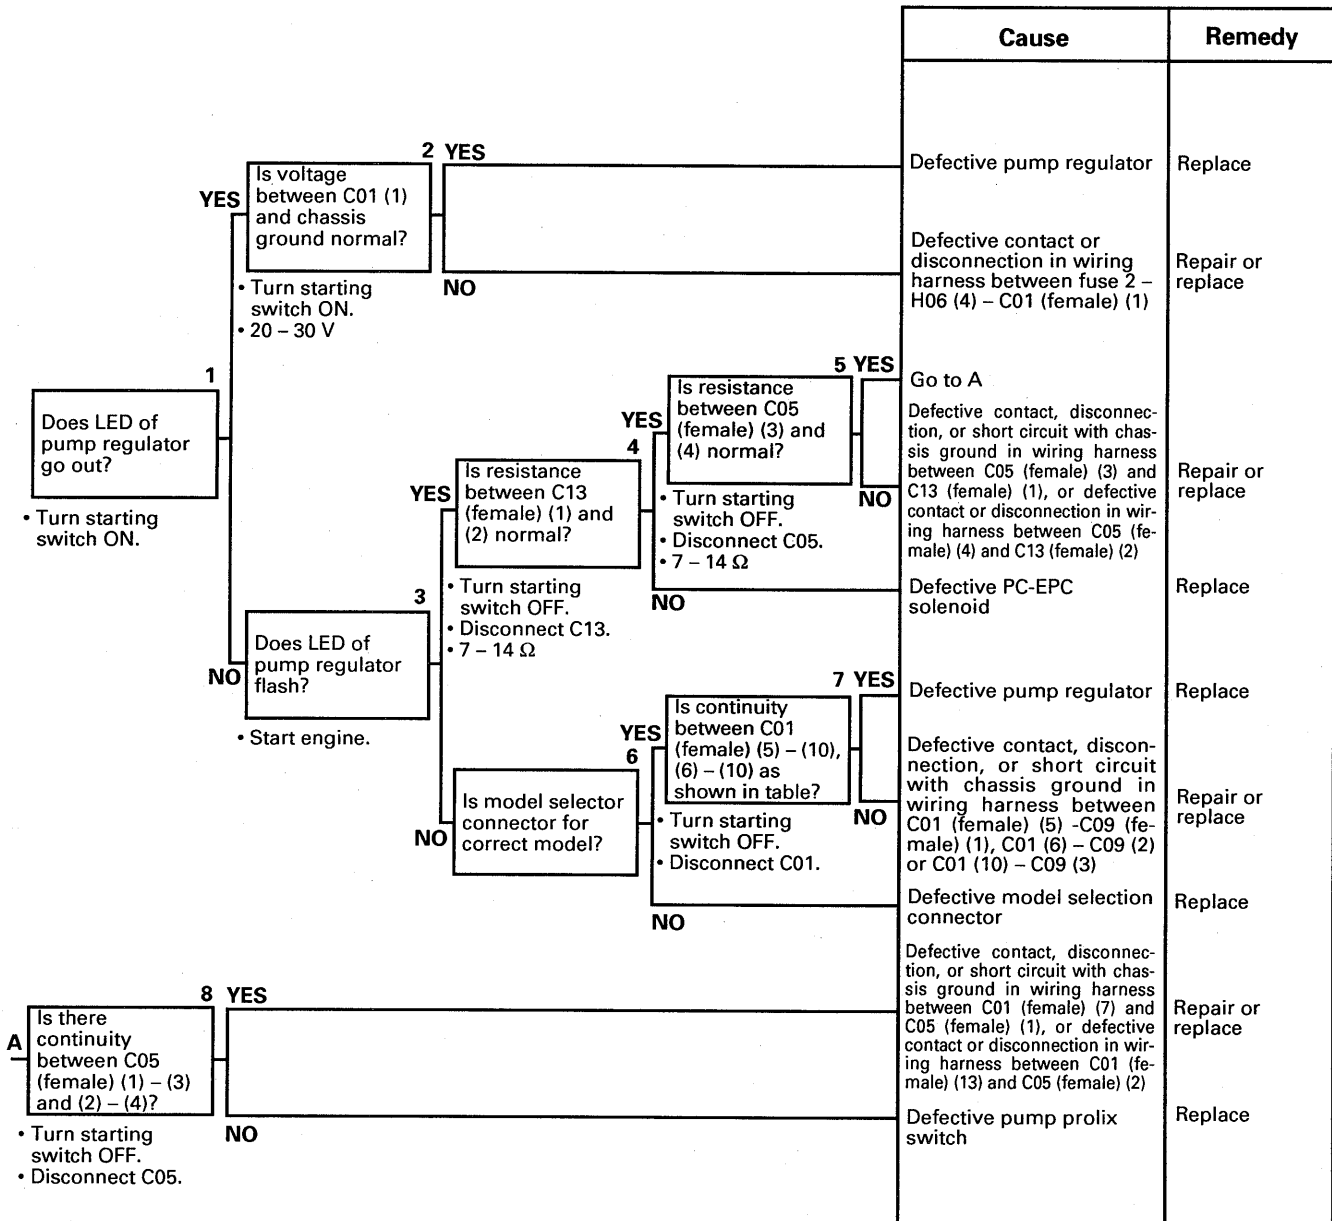 Cause
Remedy
2 YES
Is voltage
between C01 (1)
and chassis
ground normal?
YES
Defective pump regulator
Replace
Defective contact or
disconnection in wiring
harness between fuse 2 –
H06 (4) – C01 (female) (1)
Repair or
replace
NO
• Turn starting
switch ON.
• 20 – 30 V
1
Does LED of
pump regulator
go out?
• Turn starting
switch ON.
5 YES
Is resistance
between C05
(female) (3) and
(4) normal?
YES
Go to A
Defective contact, disconnec-
tion, or short circuit with chas-
sis ground in wiring harness
between C05 (female) (3) and
C13 (female) (1), or defective
contact or disconnection in wir-
ing harness between C05 (fe-
male) (4) and C13 (female) (2)
Repair or
replace
NO
• Turn starting
switch OFF.
• Disconnect C05.
• 7 – 14 Ω
4
Is resistance
between C13
(female) (1) and
(2) normal?
YES
• Turn starting
switch OFF.
• Disconnect C13.
• 7 – 14 Ω
NO
Defective PC-EPC
solenoid
Replace
3
Does LED of
pump regulator
flash?
NO
• Start engine.
7 YES
Is continuity
between C01
(female) (5) – (10),
(6) – (10) as
shown in table?
YES
Defective pump regulator
Replace
Defective contact, discon-
nection, or short circuit
with chassis ground in
wiring harness between
C01 (female) (5) -C09 (fe-
male) (1), C01 (6) – C09 (2)
or C01 (10) – C09 (3)
Repair or
replace
NO
• Turn starting
switch OFF.
• Disconnect C01.
6
Is model selector
connector for
correct model?
NO
NO
Defective model selection
connector
Replace
8 YES
A
Is there
continuity
between C05
(female) (1) – (3)
and (2) – (4)?
Defective contact, disconnec-
tion, or short circuit with chas-
sis ground in wiring harness
between C01 (female) (7) and
C05 (female) (1), or defective
contact or disconnection in wir-
ing harness between C01 (fe-
male) (13) and C05 (female) (2)
Repair or
replace
NO
• Turn starting
switch OFF.
• Disconnect C05.
Defective pump prolix
switch
Replace